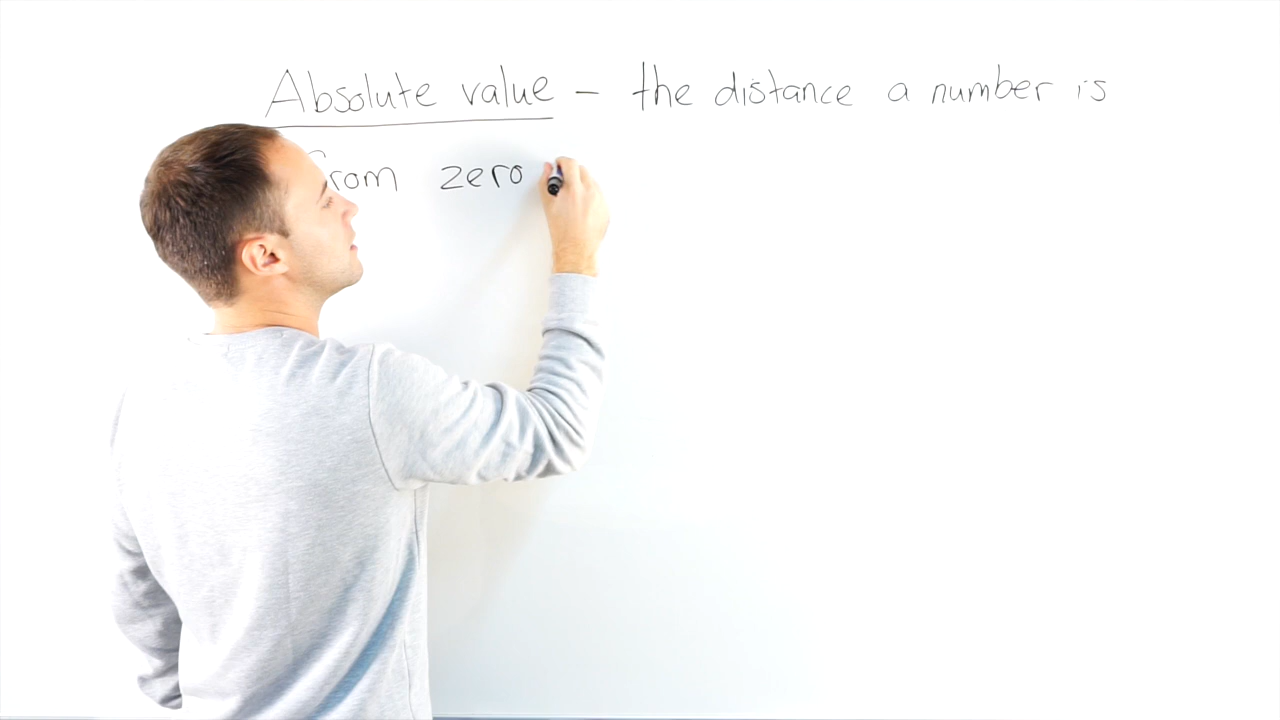 Absolute value – the distance a number is
from zero